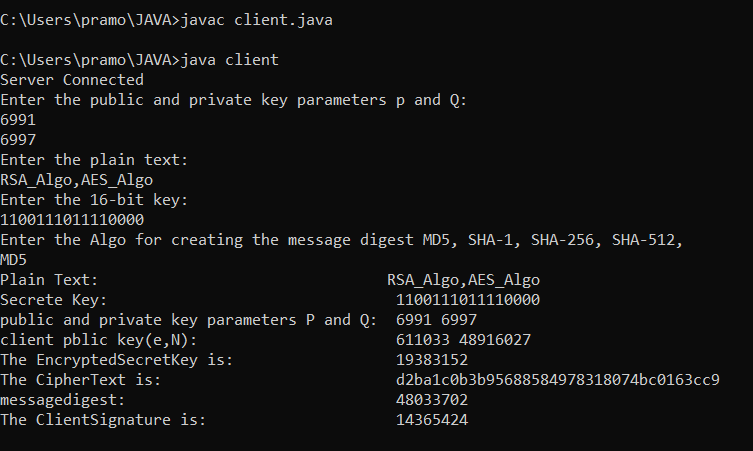 C:\Users\pramo\JAVA>javac client.java
C:\Users\pramo\JAVA>java client
Server Connected
Enter the public and private key parameters p and Q:
6991
6997
Enter the plain text:
RSA_Algo,AES_Algo
Enter the 16-bit key:
1100111011110000
Enter the Algo for creating the message digest MD5, SHA-1, SHA-256, SHA-512,
MD5
Plain Text: RSA_Algo,AES_Algo
Secrete Key: 1100111011110000
public and private key parameters P and Q: 6991 6997
client pblic key(e,N): 611033 48916027
The EncryptedSecretKey is: 19383152
The CipherText is: d2ba1c0b3b95688584978318074bc0163cc9
messagedigest: 48033702
The ClientSignature is: 14365424